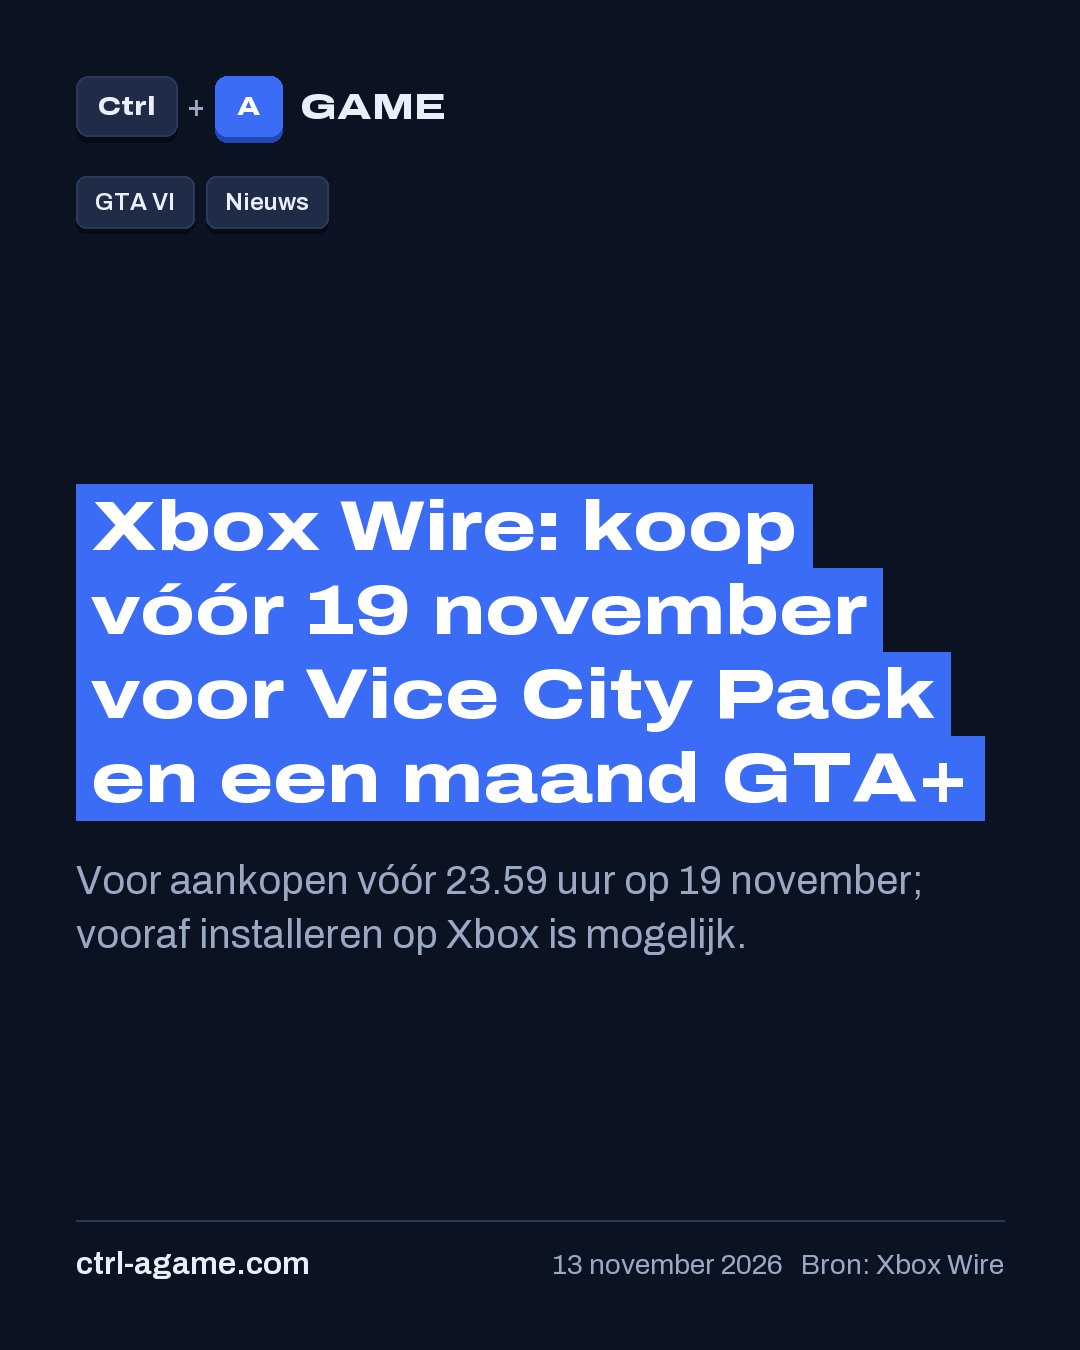 Ctrl + A GAME
GTA VI Nieuws
Xbox Wire: koop
vóór 19 november
voor Vice City Pack
en een maand GTA+
Voor aankopen vóór 23.59 uur op 19 november;
vooraf installeren op Xbox is mogelijk.
ctrl-agame.com 13 november 2026 Bron: Xbox Wire